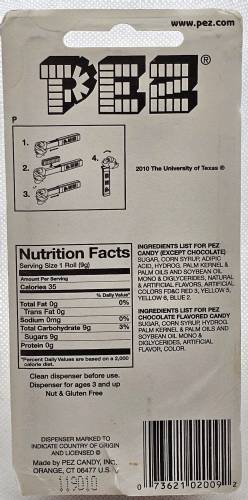 www.pez.com
PEZ®
P
1.
2.
3.
4.
2010 The University of Texas ®
Nutrition Facts
Serving Size 1 Roll (9g)
Amount Per Serving
Calories 35
% Daily Value*
Total Fat 0g 0%
Trans Fat 0g
Sodium 0mg 0%
Total Carbohydrate 9g 3%
Sugars 9g
Protein 0g
*Percent Daily Values are based on a 2,000
calorie diet.
INGREDIENTS LIST FOR PEZ
CANDY (EXCEPT CHOCOLATE)
SUGAR, CORN SYRUP, ADIPIC
ACID, HYDROG. PALM KERNEL &
PALM OILS AND SOYBEAN OIL
MONO & DIGLYCERIDES, NATURAL
& ARTIFICIAL FLAVORS, ARTIFICIAL
COLORS FD&C RED 3, YELLOW 5,
YELLOW 6, BLUE 2.
INGREDIENTS LIST FOR PEZ
CHOCOLATE FLAVORED CANDY
SUGAR, CORN SYRUP, HYDROG.
PALM KERNEL & PALM OILS AND
SOYBEAN OIL MONO &
DIGLYCERIDES, ARTIFICIAL
FLAVOR, COLOR.
Clean dispenser before use.
Dispenser for ages 3 and up
Nut & Gluten Free
DISPENSER MARKED TO
INDICATE COUNTRY OF ORIGIN
AND LICENSED ©
Made by PEZ CANDY, INC.
ORANGE, CT 06477 U.S.
119010
0 73621 02009 2